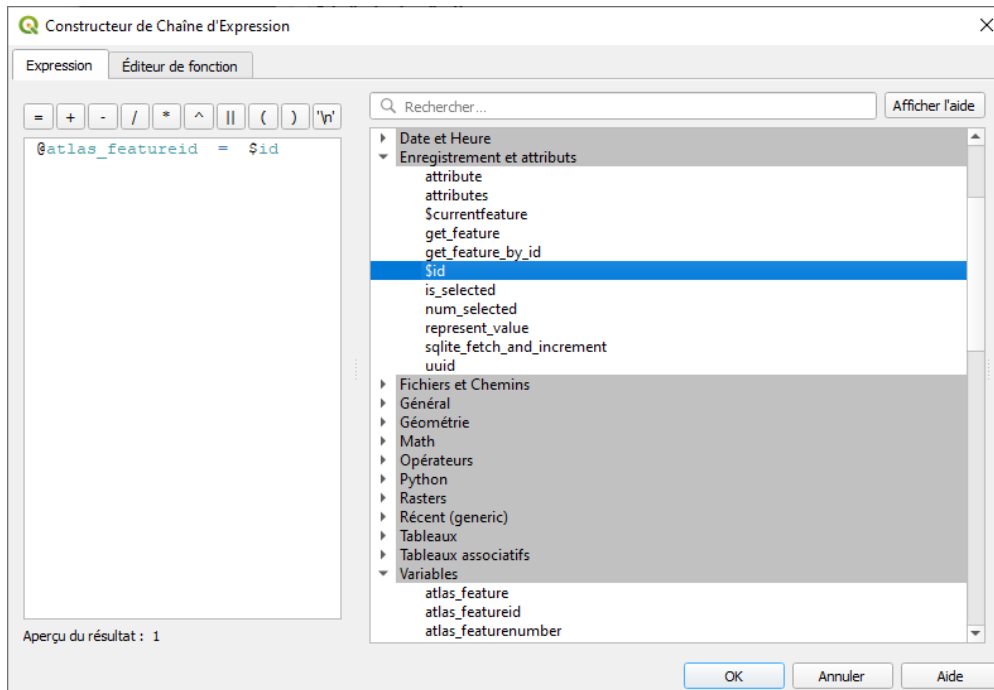 Constructeur de Chaîne d'Expression
Expression
Éditeur de fonction
= + - / * ^ || ( ) '\n'
@atlas_featureid = $id
Aperçu du résultat : 1
Rechercher...
Afficher l'aide
Date et Heure
Enregistrement et attributs
attribute
attributes
$currentfeature
get_feature
get_feature_by_id
$id
is_selected
num_selected
represent_value
sqlite_fetch_and_increment
uuid
Fichiers et Chemins
Général
Géométrie
Math
Opérateurs
Python
Rasters
Récent (generic)
Tableaux
Tableaux associatifs
Variables
atlas_feature
atlas_featureid
atlas_featurenumber
OK
Annuler
Aide